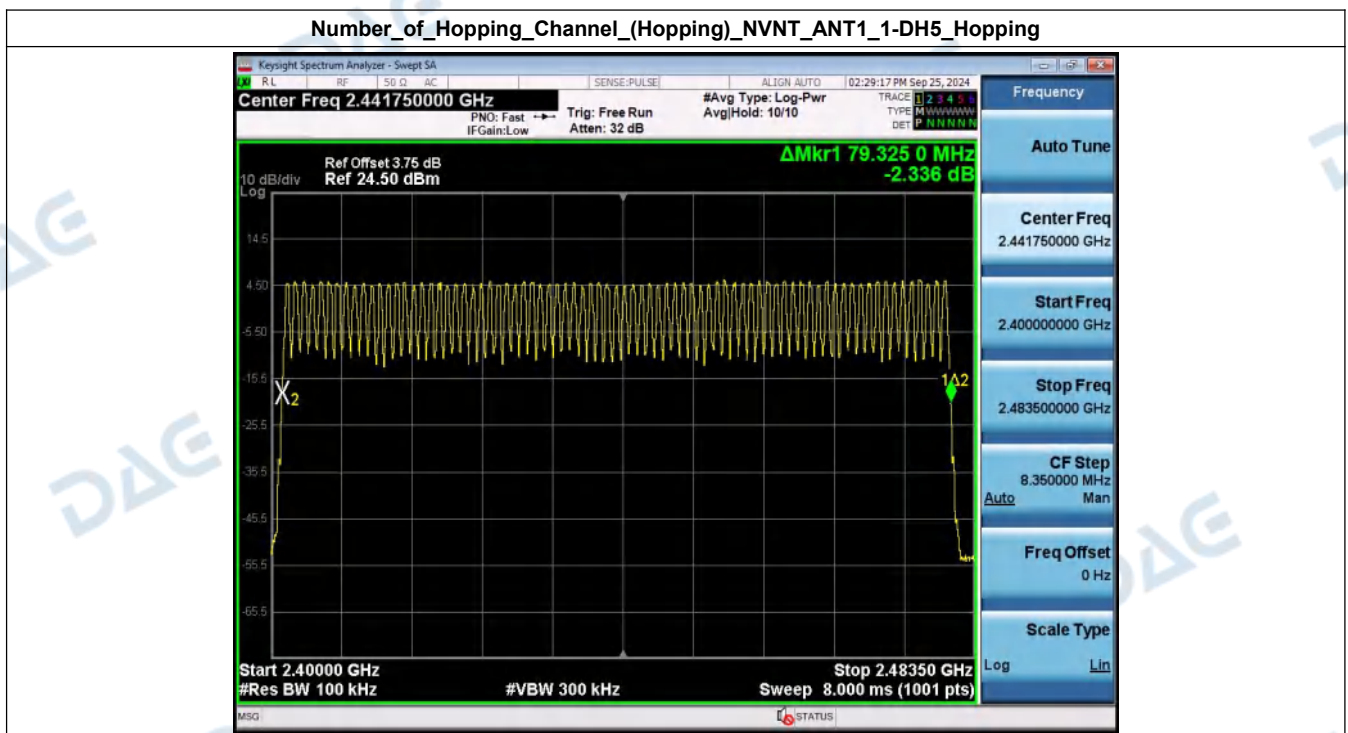 Number_of_Hopping_Channel_(Hopping)_NVNT_ANT1_1-DH5_Hopping
Keysight Spectrum Analyzer - Swept SA
RL RF 50 Ω AC SENSE:PULSE ALIGN AUTO 02:29:17 PM Sep 25, 2024
Center Freq 2.441750000 GHz
PNO: Fast
IFGain:Low
Trig: Free Run
Atten: 32 dB
#Avg Type: Log-Pwr
Avg|Hold: 10/10
TRACE 1 2 3 4 5 6
TYPE M WWWWW
DET P N N N N N
ΔMkr1 79.325 0 MHz
-2.336 dB
Ref Offset 3.75 dB
10 dB/div Ref 24.50 dBm
Log
14.5
4.50
-5.50
-15.5
-25.5
-35.5
-45.5
-55.5
-65.5
X2
1Δ2
Start 2.40000 GHz Stop 2.48350 GHz
#Res BW 100 kHz #VBW 300 kHz Sweep 8.000 ms (1001 pts)
MSG STATUS
Frequency
Auto Tune
Center Freq
2.441750000 GHz
Start Freq
2.400000000 GHz
Stop Freq
2.483500000 GHz
CF Step
8.350000 MHz
Auto Man
Freq Offset
0 Hz
Scale Type
Log Lin
DAE
DAE
DAE